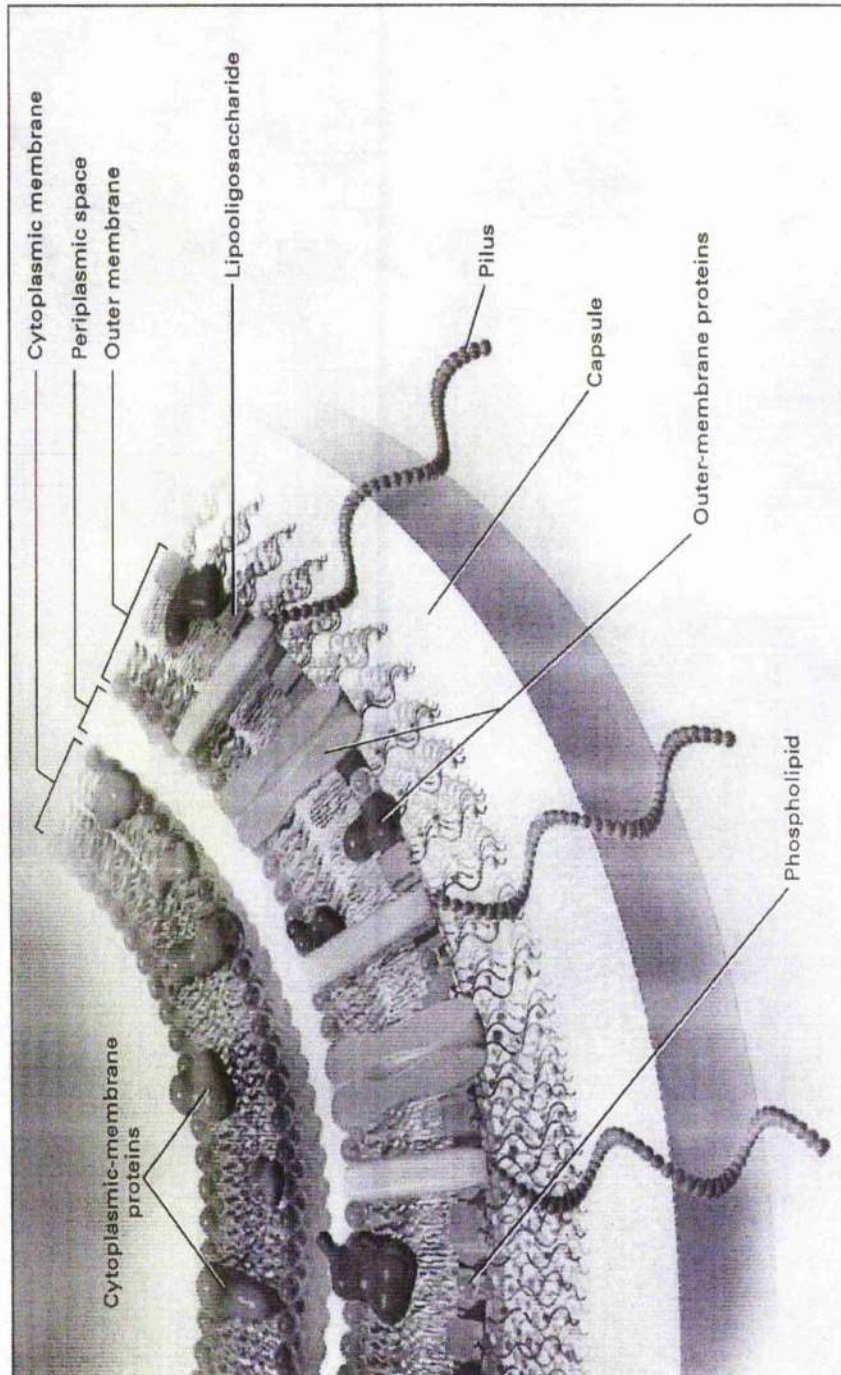 Cytoplasmic membrane
Periplasmic space
Outer membrane
Lipooligosaccharide
Pilus
Capsule
Outer-membrane proteins
Phospholipid
Cytoplasmic-membrane
proteins